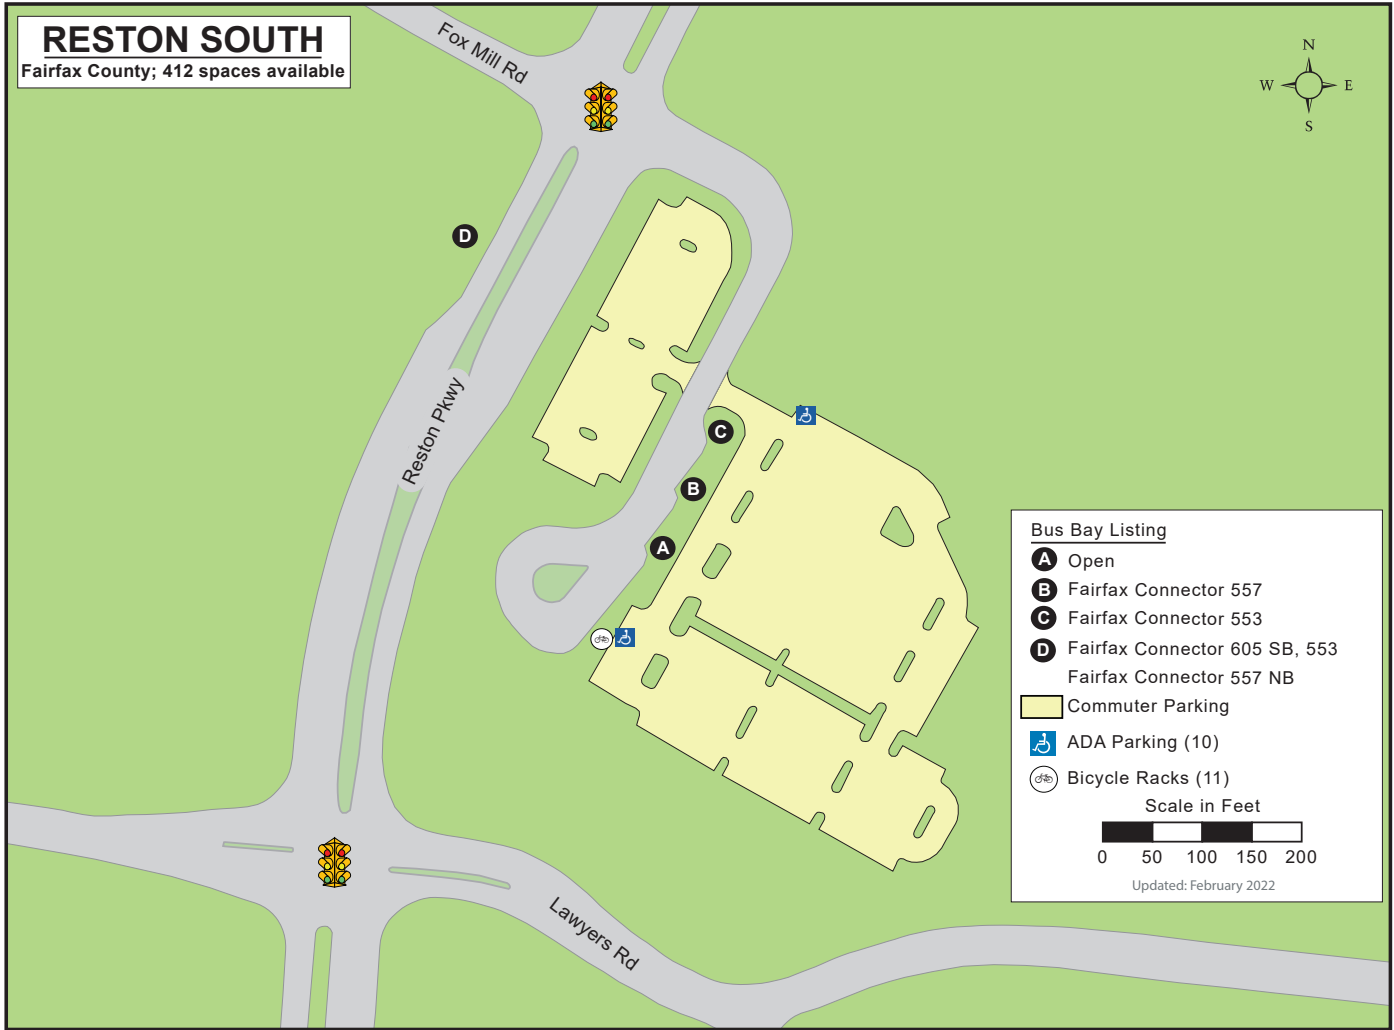 RESTON SOUTH
Fairfax County; 412 spaces available
Fox Mill Rd
N
W
E
S
D
Reston Pkwy
C
B
A
Lawyers Rd
Bus Bay Listing
A Open
B Fairfax Connector 557
C Fairfax Connector 553
D Fairfax Connector 605 SB, 553
Fairfax Connector 557 NB
Commuter Parking
ADA Parking (10)
Bicycle Racks (11)
Scale in Feet
0 50 100 150 200
Updated: February 2022